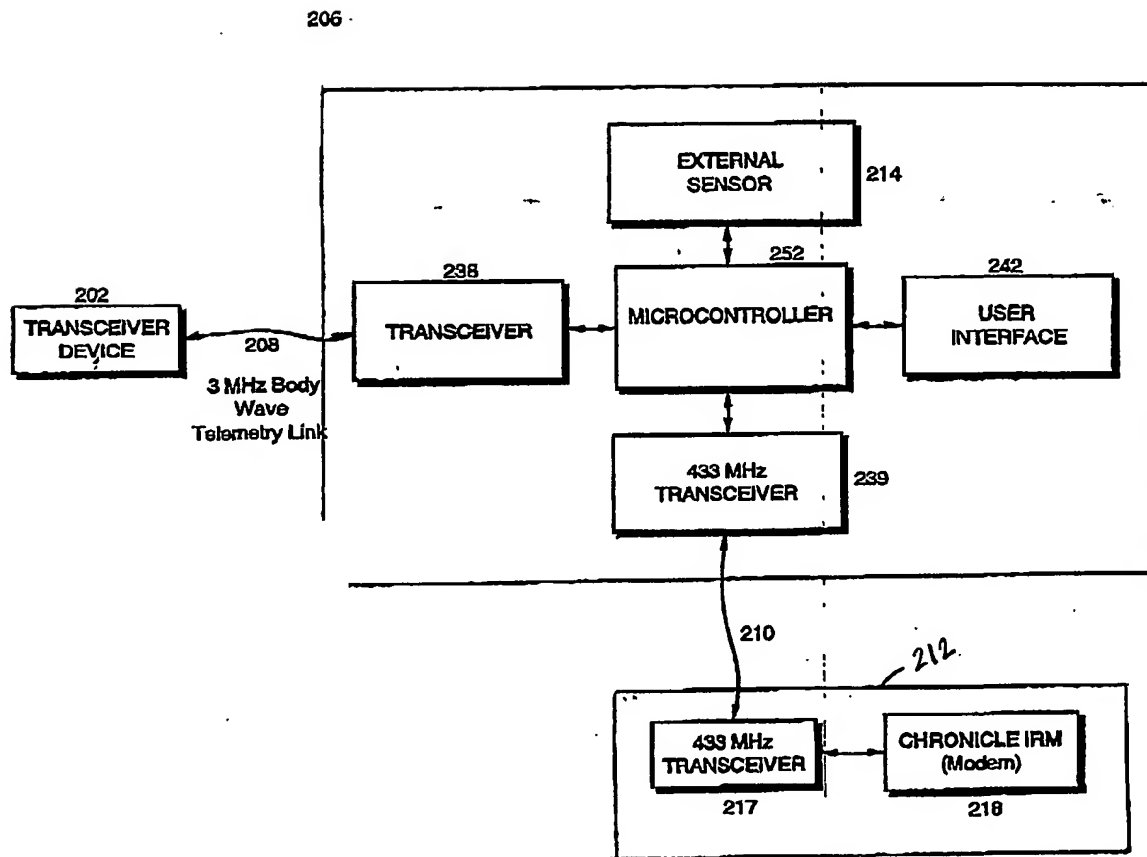 206
EXTERNAL
SENSOR
214
252
MICROCONTROLLER
238
TRANSCEIVER
242
USER
INTERFACE
202
TRANSCEIVER
DEVICE
208
3 MHz Body
Wave
Telemetry Link
433 MHz
TRANSCEIVER
239
210
212
433 MHz
TRANSCEIVER
217
CHRONICLE IRM
(Modem)
218